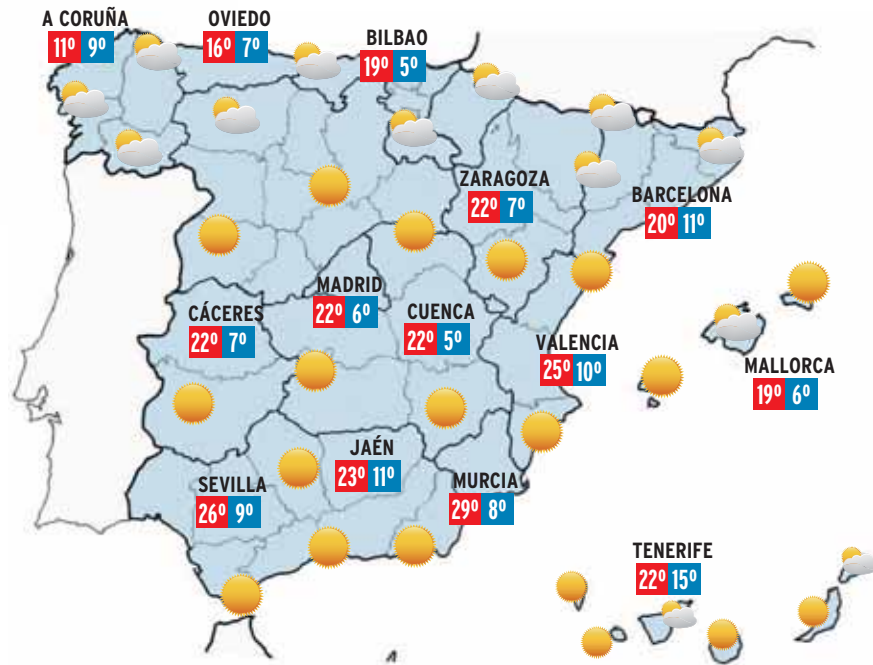 A CORUÑA
11º 9º
OVIEDO
16º 7º
BILBAO
19º 5º
ZARAGOZA
22º 7º
BARCELONA
20º 11º
MADRID
22º 6º
CÁCERES
22º 7º
CUENCA
22º 5º
VALENCIA
25º 10º
MALLORCA
19º 6º
JAÉN
23º 11º
SEVILLA
26º 9º
MURCIA
29º 8º
TENERIFE
22º 15º